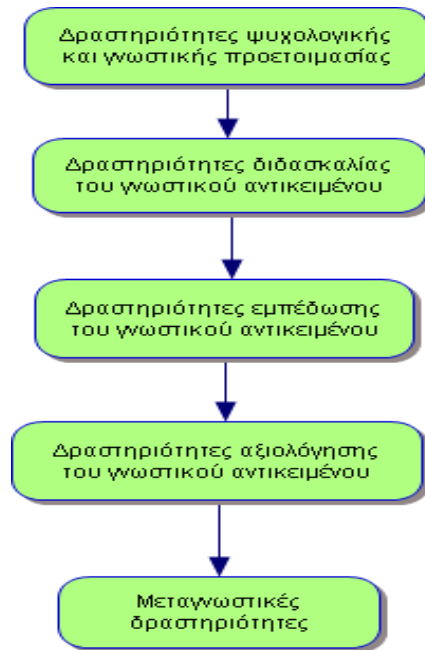 Δραστηριότητες ψυχολογικής
και γνωστικής προετοιμασίας
Δραστηριότητες διδασκαλίας
του γνωστικού αντικειμένου
Δραστηριότητες εμπέδωσης
του γνωστικού αντικειμένου
Δραστηριότητες αξιολόγησης
του γνωστικού αντικειμένου
Μεταγνωστικές
δραστηριότητες